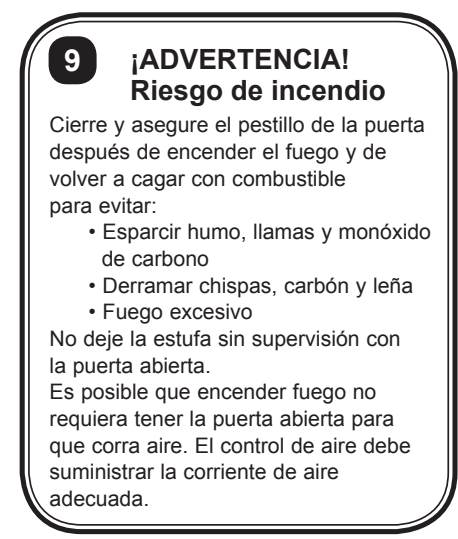 9 ¡ADVERTENCIA!
Riesgo de incendio
Cierre y asegure el pestillo de la puerta
después de encender el fuego y de
volver a cagar con combustible
para evitar:
• Esparcir humo, llamas y monóxido
de carbono
• Derramar chispas, carbón y leña
• Fuego excesivo
No deje la estufa sin supervisión con
la puerta abierta.
Es posible que encender fuego no
requiera tener la puerta abierta para
que corra aire. El control de aire debe
suministrar la corriente de aire
adecuada.